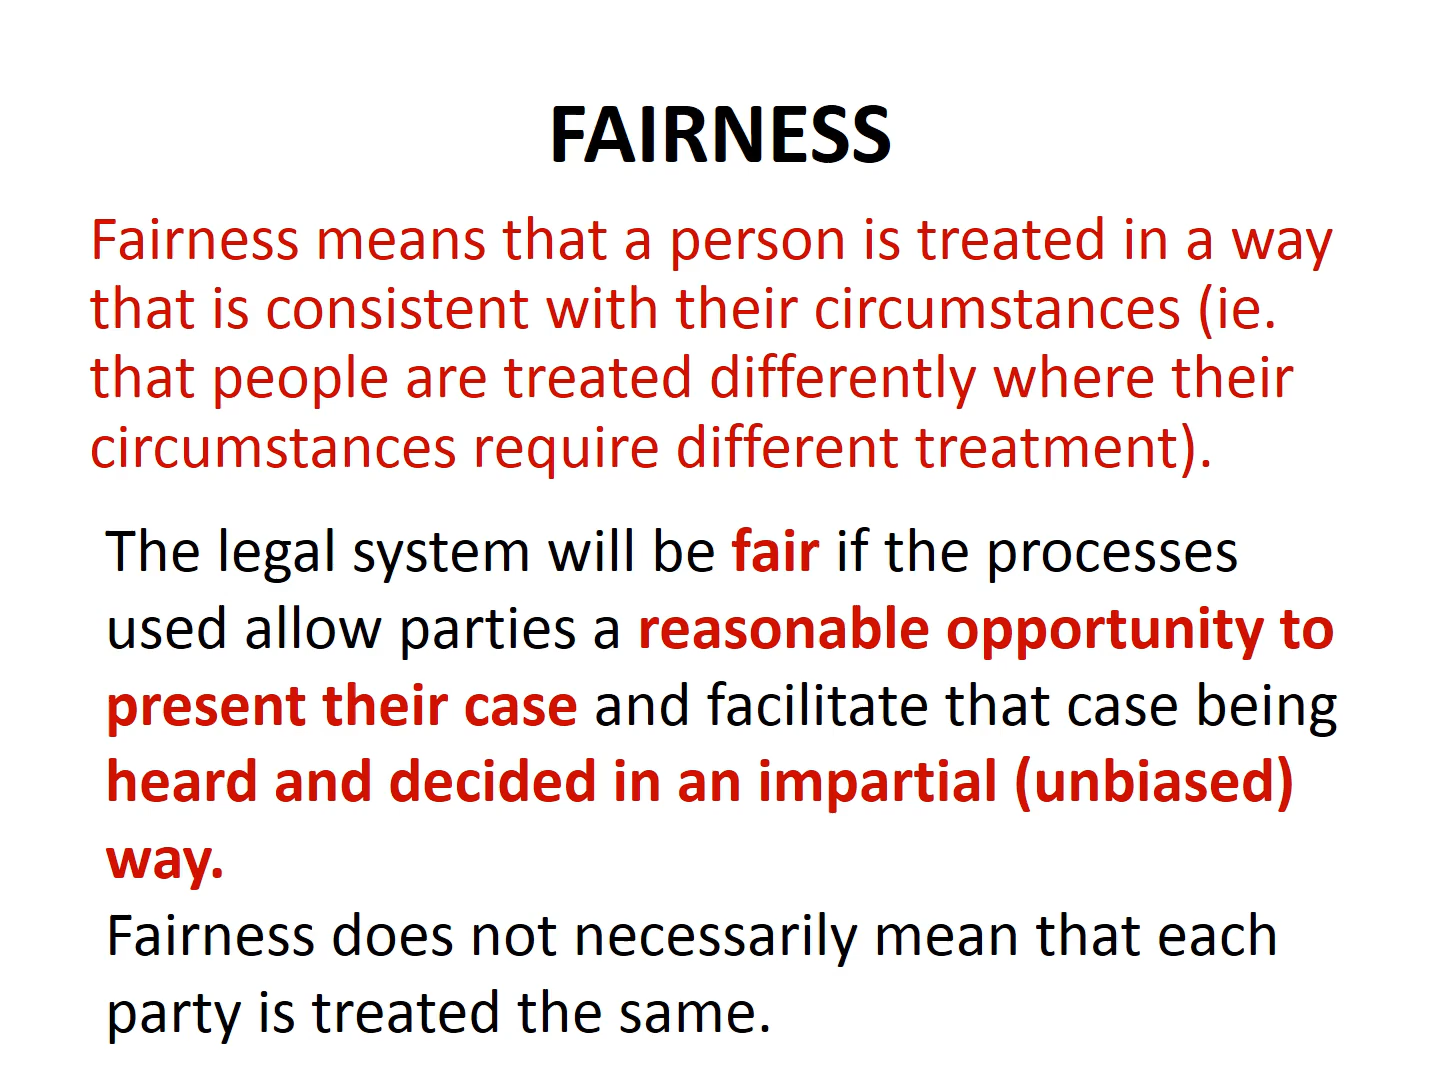 FAIRNESS
Fairness means that a person is treated in a way
that is consistent with their circumstances (ie.
that people are treated differently where their
circumstances require different treatment).
The legal system will be fair if the processes
used allow parties a reasonable opportunity to
present their case and facilitate that case being
heard and decided in an impartial (unbiased)
way.
Fairness does not necessarily mean that each
party is treated the same.